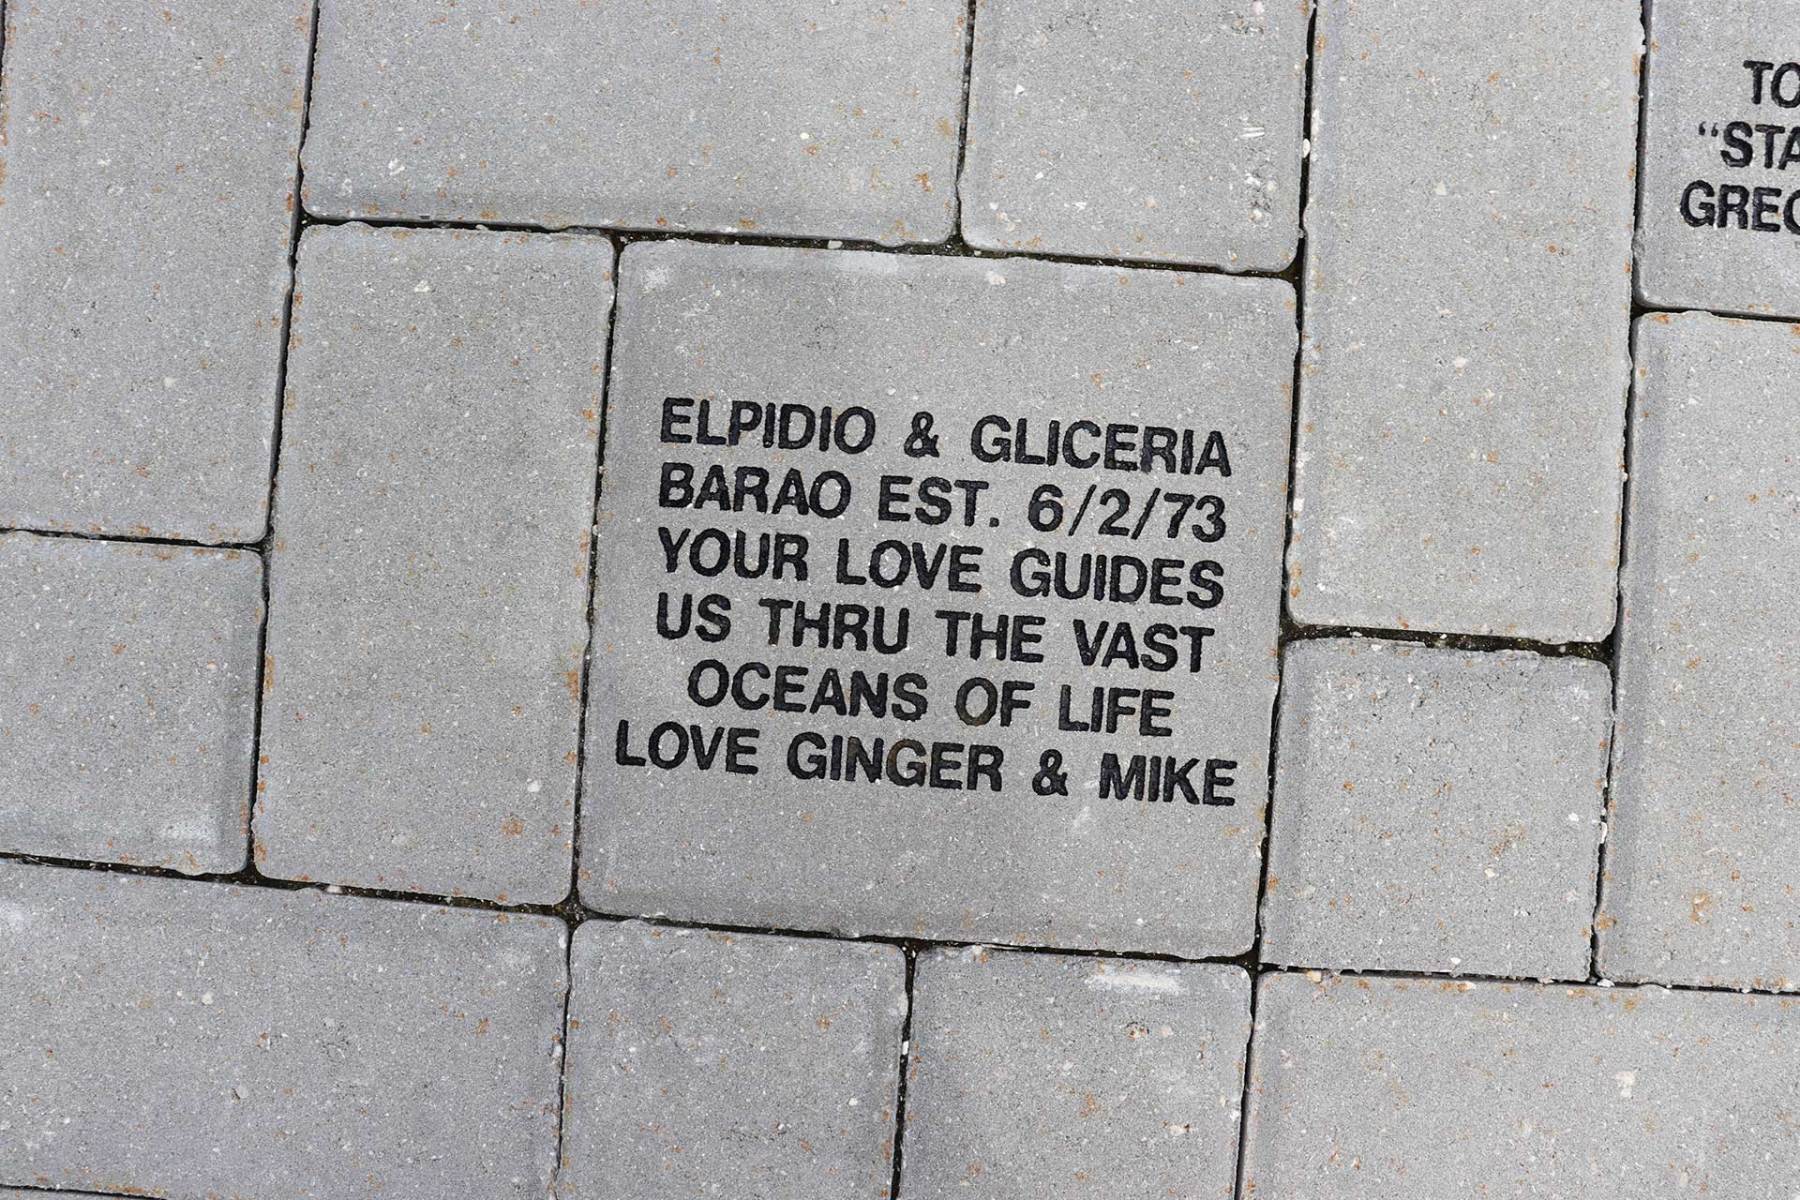 ELPIDIO & GLICERIA
BARAO EST. 6/2/73
YOUR LOVE GUIDES
US THRU THE VAST
OCEANS OF LIFE
LOVE GINGER & MIKE
TO